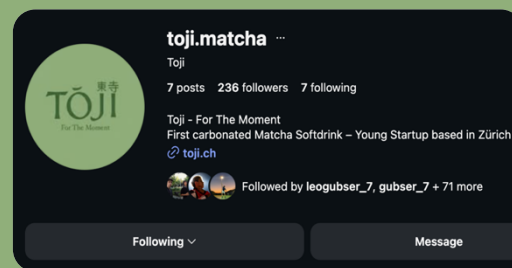 toji.matcha ...
Toji
7 posts 236 followers 7 following
東寺
TŌJI
For The Moment
Toji - For The Moment
First carbonated Matcha Softdrink – Young Startup based in Zürich
toji.ch
Followed by leogubser_7, gubser_7 + 71 more
Following
Message